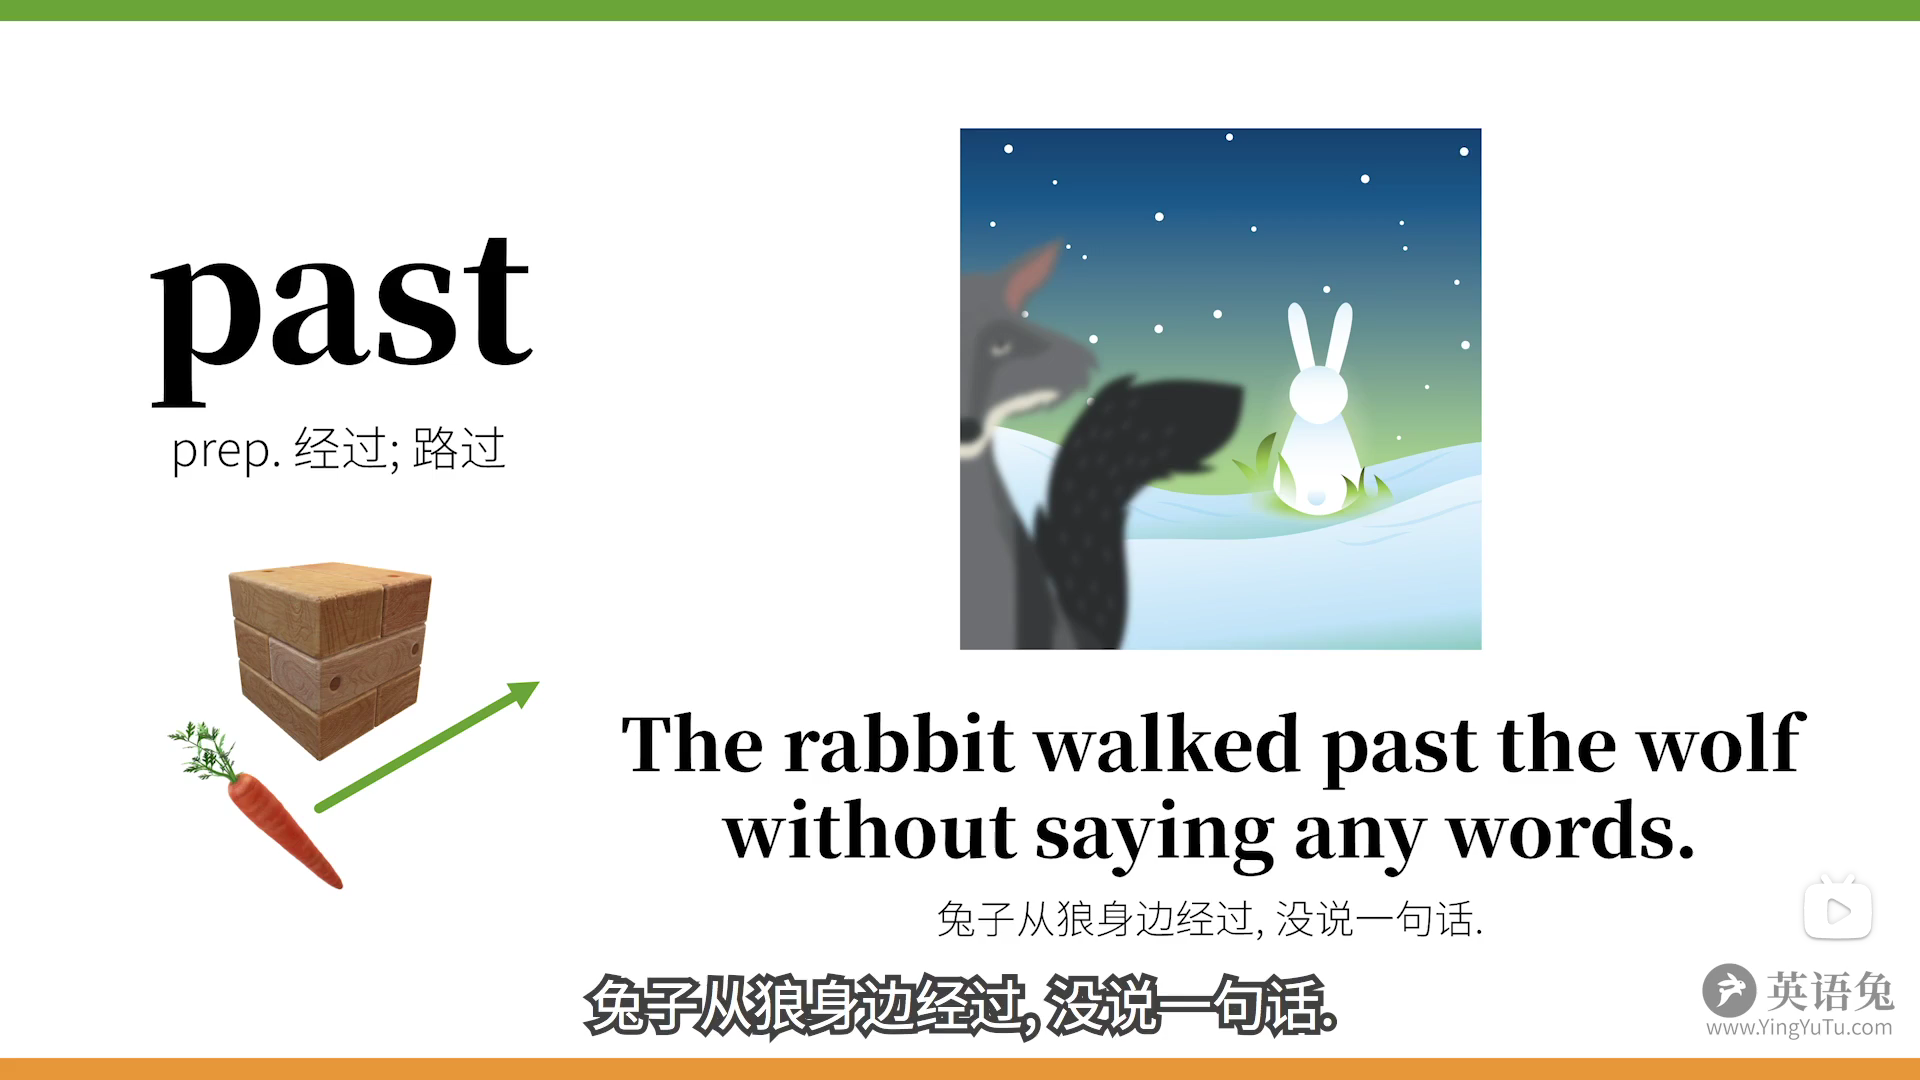 past
prep. 经过; 路过
The rabbit walked past the wolf
without saying any words.
兔子从狼身边经过, 没说一句话.
兔子从狼身边经过, 没说一句话.
英语兔
www.YingYuTu.com